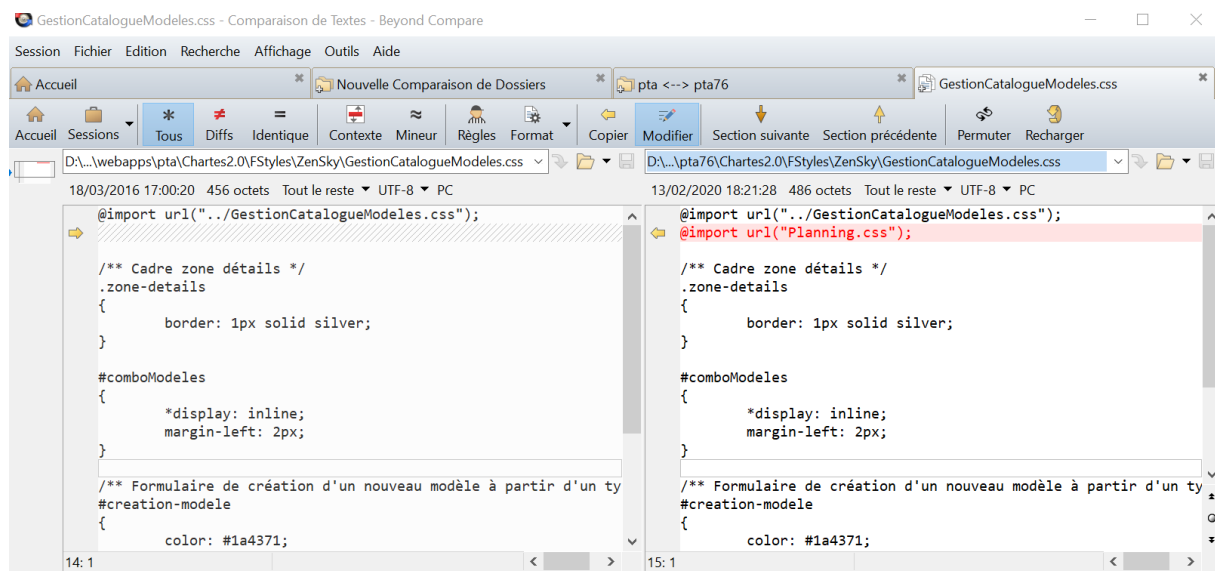 GestionCatalogueModeles.css - Comparaison de Textes - Beyond Compare
Session Fichier Edition Recherche Affichage Outils Aide
Accueil Nouvelle Comparaison de Dossiers pta <--> pta76 GestionCatalogueModeles.css
Accueil Sessions Tous Diffs Identique Contexte Mineur Règles Format Copier Modifier Section suivante Section précédente Permuter Recharger
D:\...\webapps\pta\Chartes2.0\FStyles\ZenSky\GestionCatalogueModeles.css
18/03/2016 17:00:20 456 octets Tout le reste UTF-8 PC
@import url("../GestionCatalogueModeles.css");
/** Cadre zone détails */
.zone-details
{
border: 1px solid silver;
}
#comboModeles
{
*display: inline;
margin-left: 2px;
}
/** Formulaire de création d'un nouveau modèle à partir d'un ty
#creation-modele
{
color: #1a4371;
14: 1
D:\...\pta76\Chartes2.0\FStyles\ZenSky\GestionCatalogueModeles.css
13/02/2020 18:21:28 486 octets Tout le reste UTF-8 PC
@import url("../GestionCatalogueModeles.css");
@import url("Planning.css");
/** Cadre zone détails */
.zone-details
{
border: 1px solid silver;
}
#comboModeles
{
*display: inline;
margin-left: 2px;
}
/** Formulaire de création d'un nouveau modèle à partir d'un ty
#creation-modele
{
color: #1a4371;
15: 1